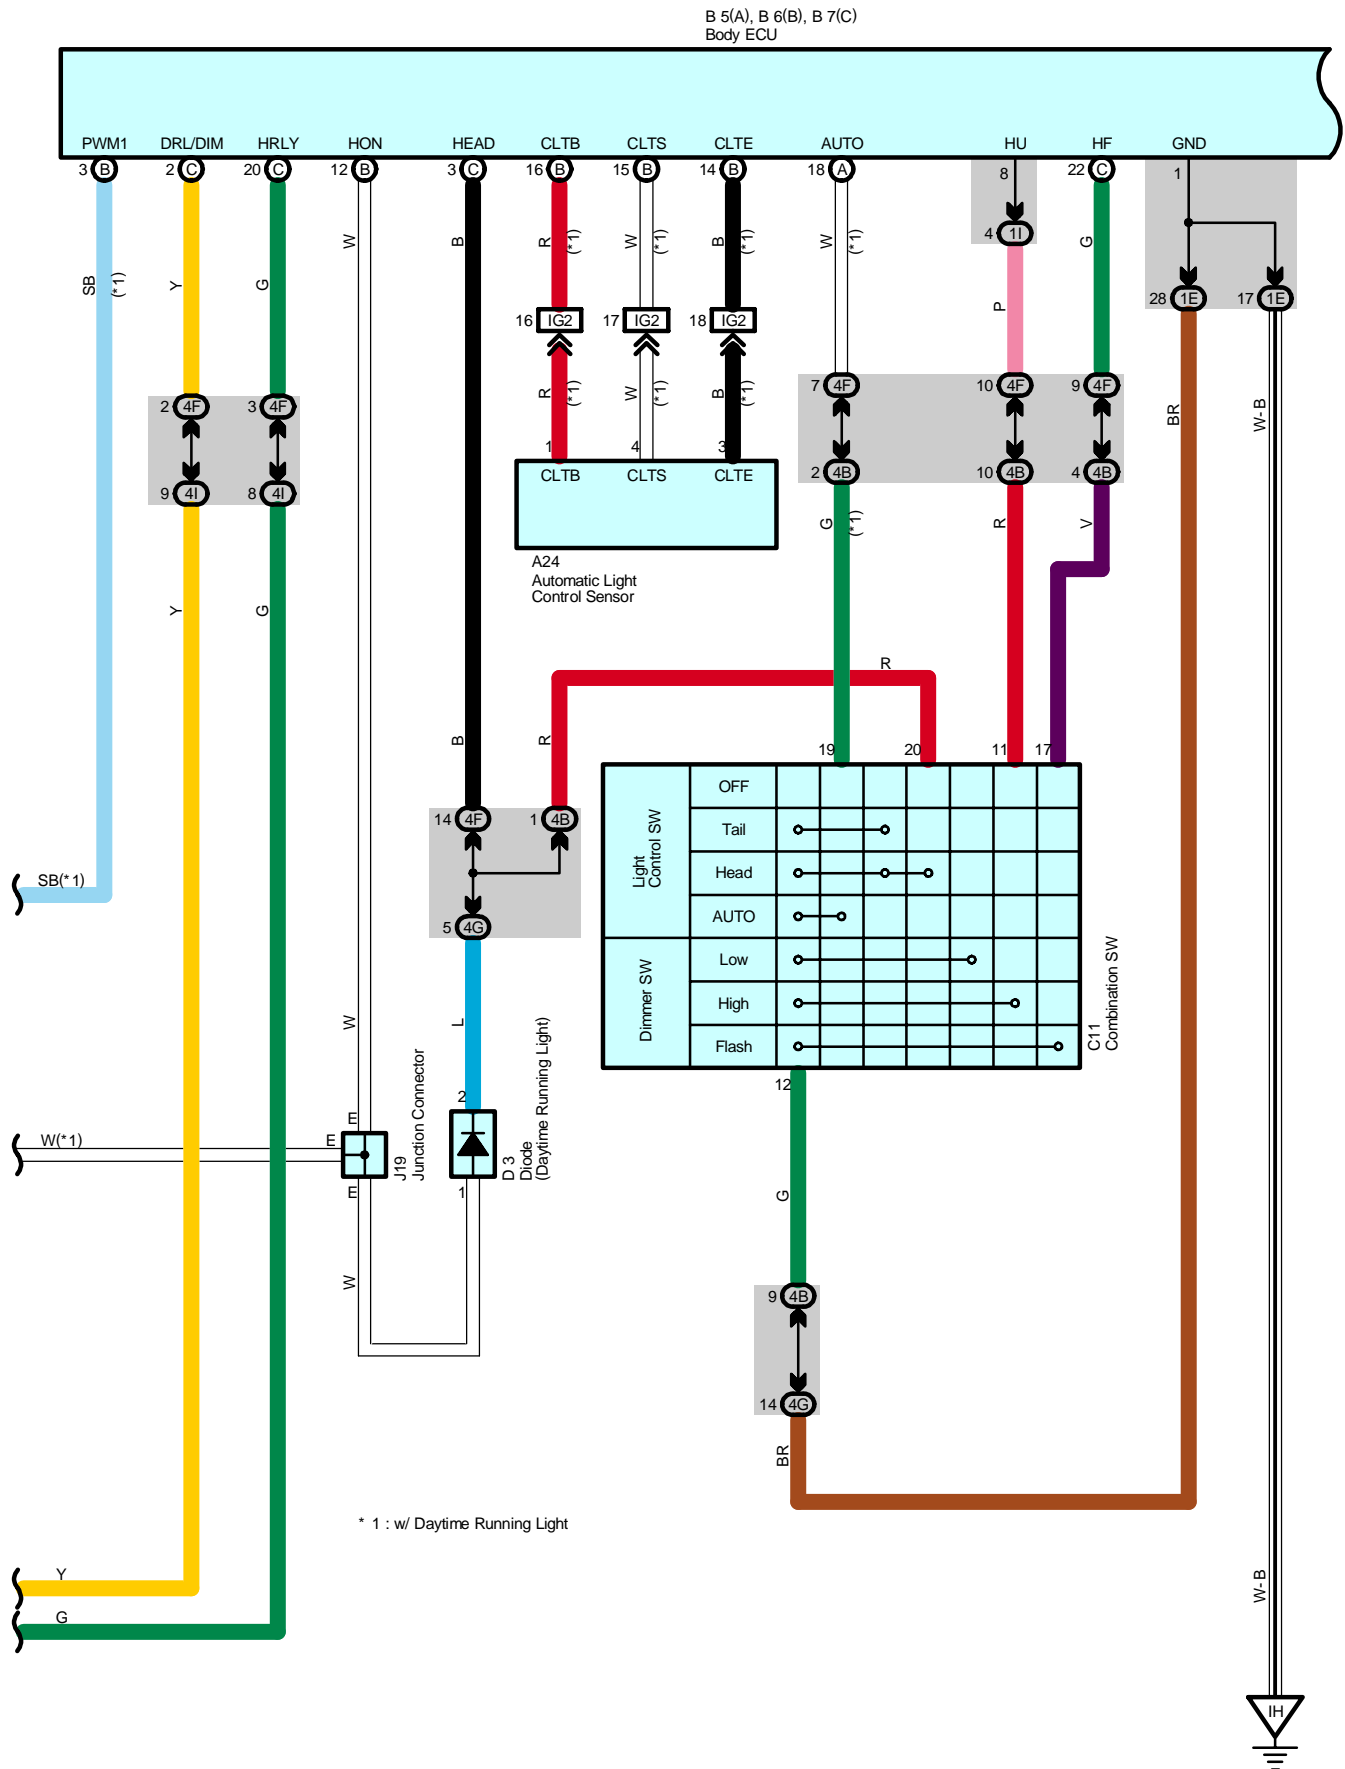 B 5(A), B 6(B), B 7(C)
Body ECU
PWM1 DRL/DIM HRLY HON HEAD CLTB CLTS CLTE AUTO HU HF GND
3 B 2 C 20 C 12 B 3 C 16 B 15 B 14 B 18 A 8 22 C 1
4 1I
W B R (*1) W (*1) B (*1) W (*1) G
SB (*1) Y G P
28 1E 17 1E
16 IG2 17 IG2 18 IG2
R (*1) W (*1) B (*1)
7 4F 10 4F 9 4F
2 4F 3 4F
BR W-B
1 4 3
CLTB CLTS CLTE
2 4B 10 4B 4 4B
9 4I 8 4I
G (*1) R V
A24
Automatic Light
Control Sensor
Y G
R
B R
19 20 11 17
OFF
Light
Control SW
Tail
14 4F 1 4B
Head
SB(*1)
AUTO
5 4G
Dimmer SW
Low
High
Flash
C11
Combination SW
W L
12
2
E
W(*1) E
J19
Junction Connector
D 3
Diode
(Daytime Running Light)
E 1
G
W
9 4B
14 4G
BR
* 1 : w/ Daytime Running Light
Y
W-B
G
IH